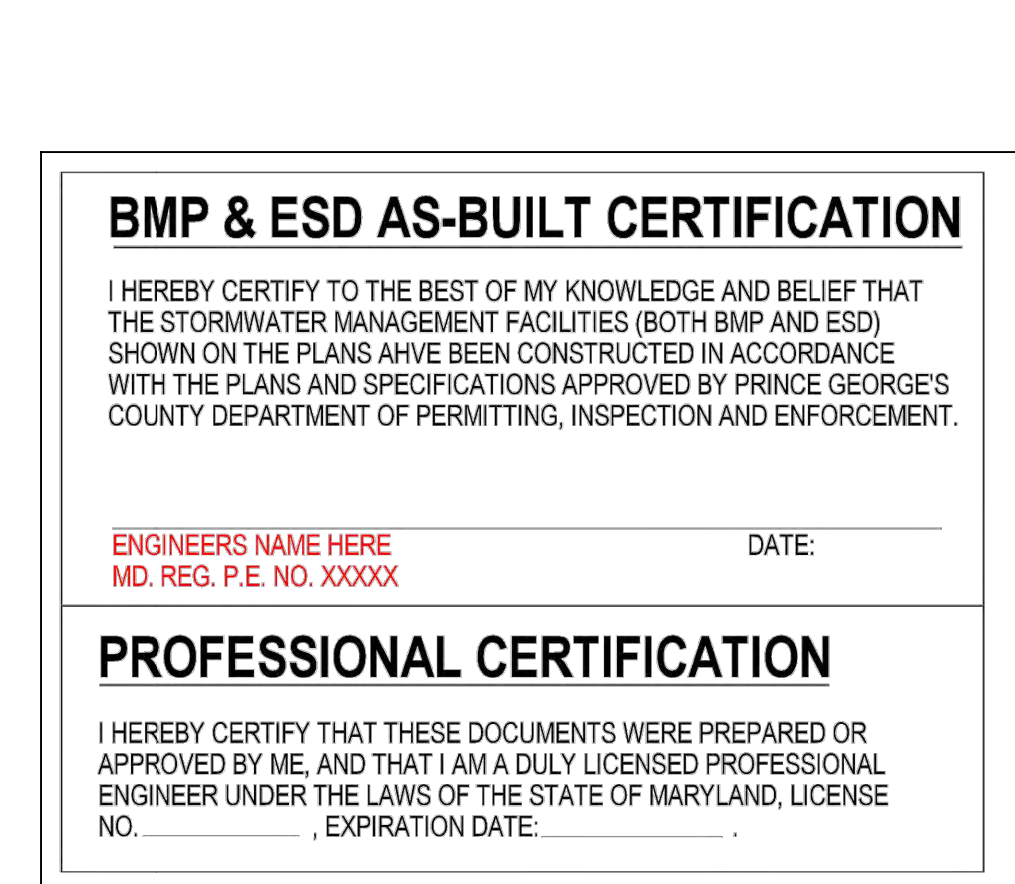 BMP & ESD AS-BUILT CERTIFICATION
I HEREBY CERTIFY TO THE BEST OF MY KNOWLEDGE AND BELIEF THAT
THE STORMWATER MANAGEMENT FACILITIES (BOTH BMP AND ESD)
SHOWN ON THE PLANS AHVE BEEN CONSTRUCTED IN ACCORDANCE
WITH THE PLANS AND SPECIFICATIONS APPROVED BY PRINCE GEORGE'S
COUNTY DEPARTMENT OF PERMITTING, INSPECTION AND ENFORCEMENT.
ENGINEERS NAME HERE DATE:
MD. REG. P.E. NO. XXXXX
PROFESSIONAL CERTIFICATION
I HEREBY CERTIFY THAT THESE DOCUMENTS WERE PREPARED OR
APPROVED BY ME, AND THAT I AM A DULY LICENSED PROFESSIONAL
ENGINEER UNDER THE LAWS OF THE STATE OF MARYLAND, LICENSE
NO. ____________ , EXPIRATION DATE:______________ .